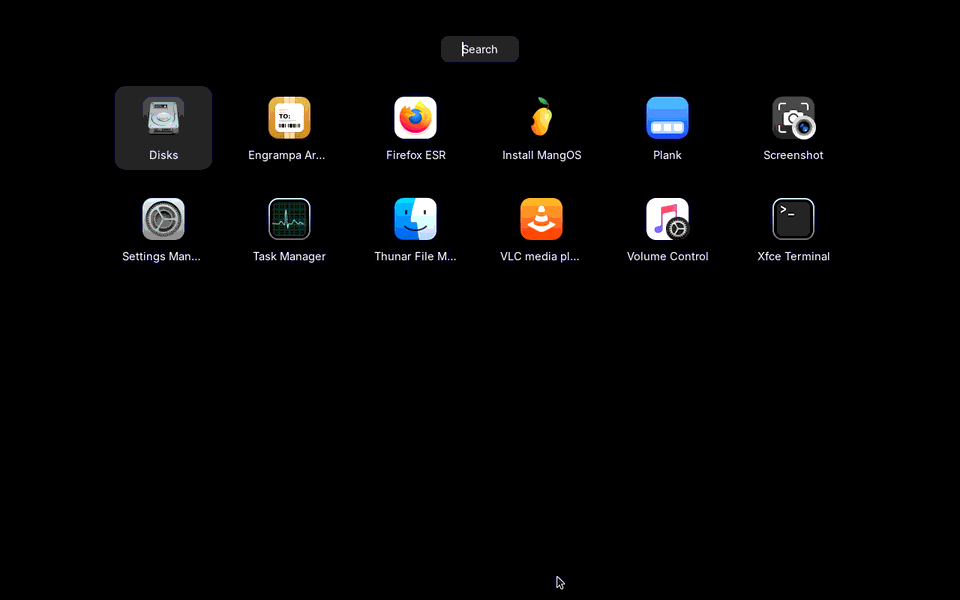 Search
Disks
Engrampa Ar...
Firefox ESR
Install MangOS
Plank
Screenshot
Settings Man...
Task Manager
Thunar File M...
VLC media pl...
Volume Control
Xfce Terminal
TO:
>_